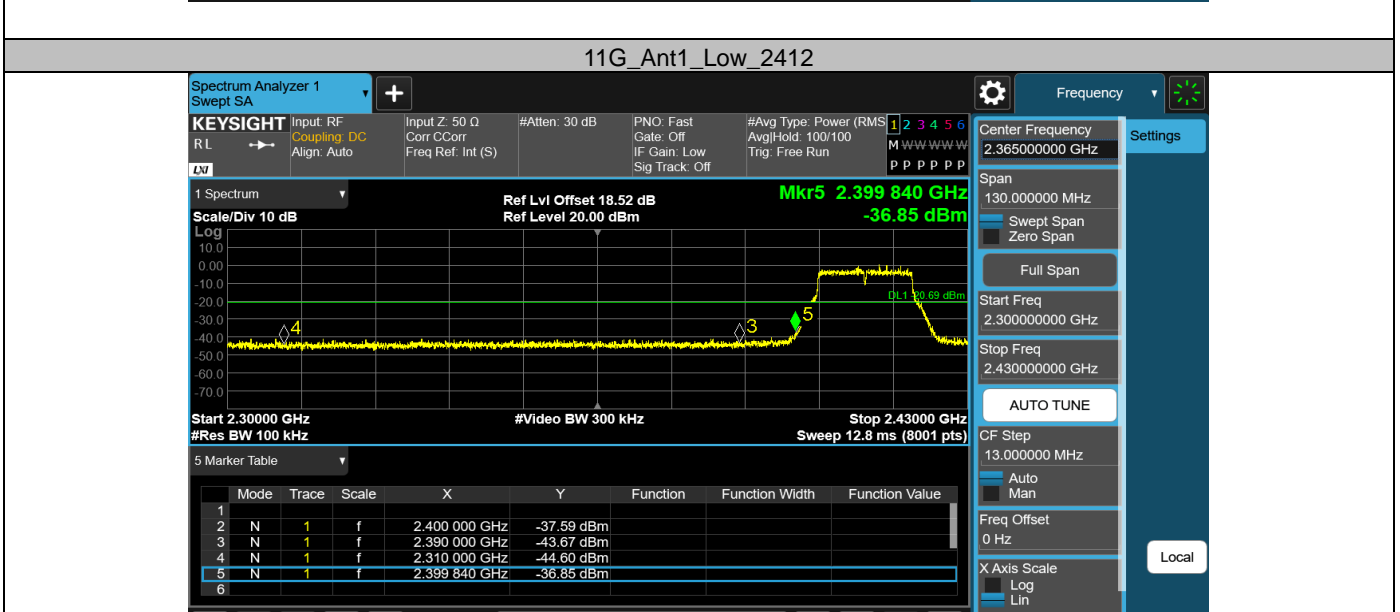 11G_Ant1_Low_2412
Spectrum Analyzer 1
Swept SA
+
Frequency
KEYSIGHT
RL
LXI
Input: RF
Coupling: DC
Align: Auto
Input Z: 50 Ω
Corr CCorr
Freq Ref: Int (S)
#Atten: 30 dB
PNO: Fast
Gate: Off
IF Gain: Low
Sig Track: Off
#Avg Type: Power (RMS
Avg|Hold: 100/100
Trig: Free Run
1 2 3 4 5 6
M W W W W W
P P P P P P
1 Spectrum
Scale/Div 10 dB
Ref Lvl Offset 18.52 dB
Ref Level 20.00 dBm
Mkr5 2.399 840 GHz
-36.85 dBm
Log
10.0
0.00
-10.0
-20.0
-30.0
-40.0
-50.0
-60.0
-70.0
4
3
5
DL1 -20.69 dBm
Start 2.30000 GHz
#Video BW 300 kHz
Stop 2.43000 GHz
#Res BW 100 kHz
Sweep 12.8 ms (8001 pts)
5 Marker Table
Mode Trace Scale X Y Function Function Width Function Value
1
2 N 1 f 2.400 000 GHz -37.59 dBm
3 N 1 f 2.390 000 GHz -43.67 dBm
4 N 1 f 2.310 000 GHz -44.60 dBm
5 N 1 f 2.399 840 GHz -36.85 dBm
6
Center Frequency
2.365000000 GHz
Span
130.000000 MHz
Swept Span
Zero Span
Full Span
Start Freq
2.300000000 GHz
Stop Freq
2.430000000 GHz
AUTO TUNE
CF Step
13.000000 MHz
Auto
Man
Freq Offset
0 Hz
X Axis Scale
Log
Lin
Settings
Local